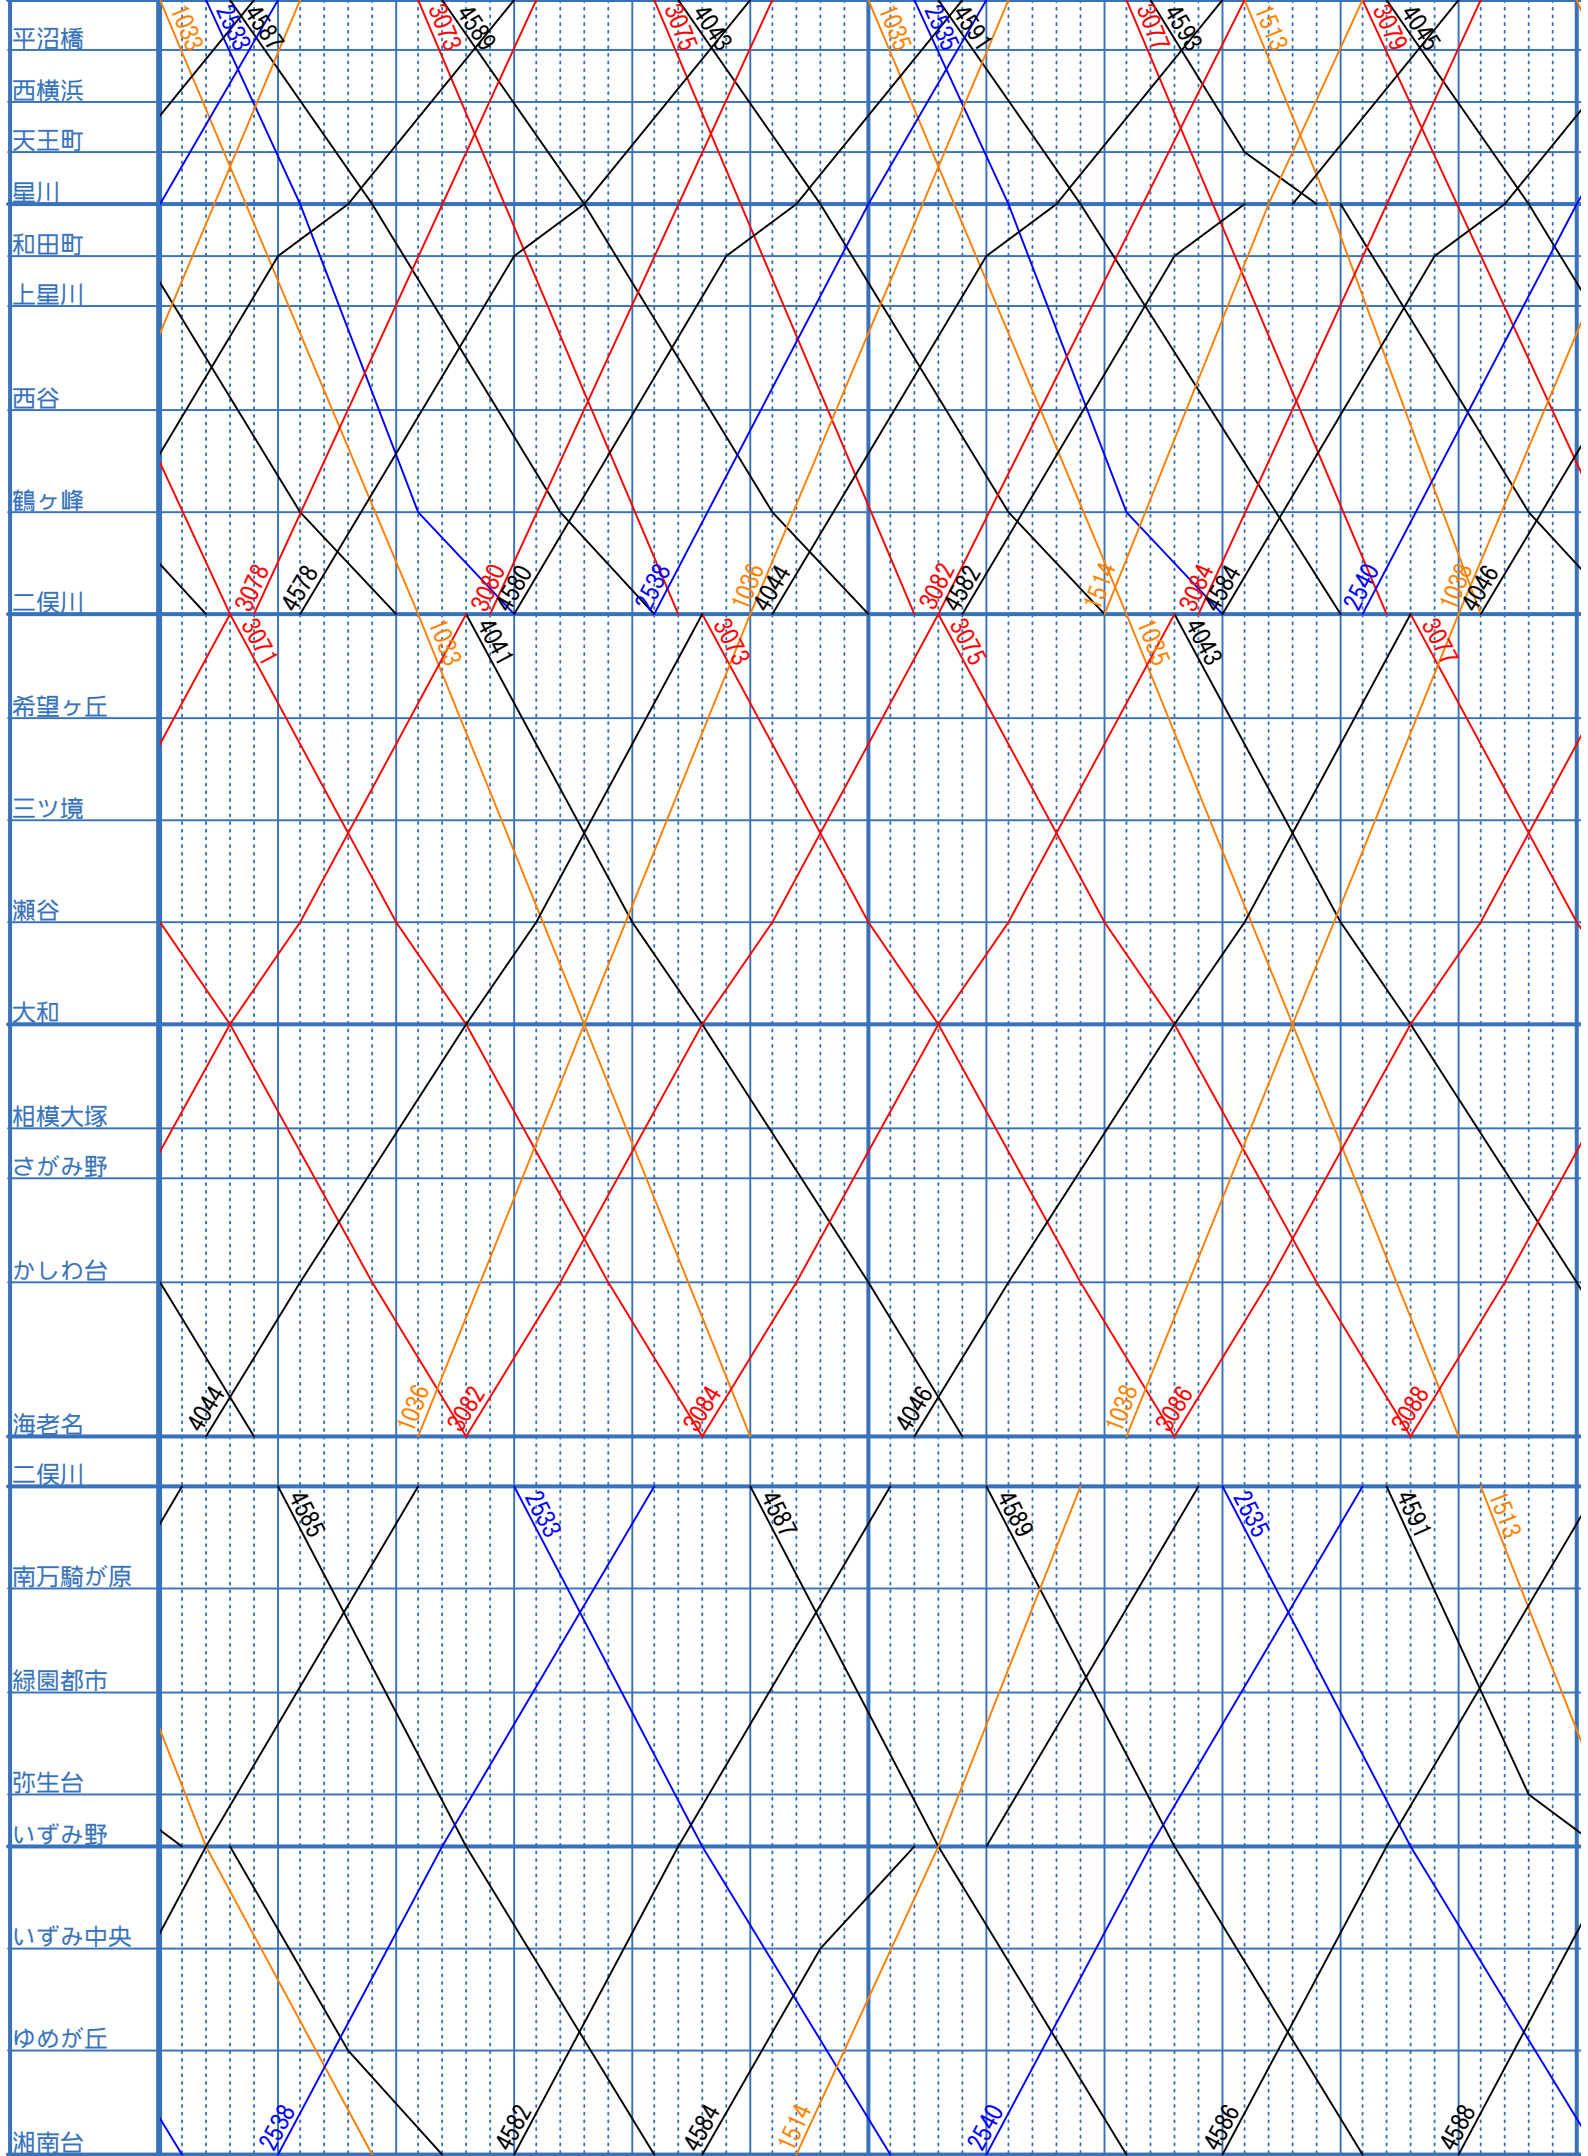 1033 2533 4587 3073 4589 3075 4043 1035 2535 4591 3077 4593 1513 3079 4045
平沼橋
西横浜
天王町
星川
和田町
上星川
西谷
鶴ヶ峰
3078 4578 3080 4580 2538 1036 4044 3082 4582 1514 3084 4584 2540 1038 4046
二俣川
3071 1033 4041 3073 3075 1035 4043 3077
希望ヶ丘
三ツ境
瀬谷
大和
相模大塚
さがみ野
かしわ台
4044 1036 3082 3084 4046 1038 3086 3088
海老名
二俣川
4585 2533 4587 4589 2535 4591 1513
南万騎が原
緑園都市
弥生台
いずみ野
いずみ中央
ゆめが丘
2538 4582 4584 1514 2540 4586 4588
湘南台